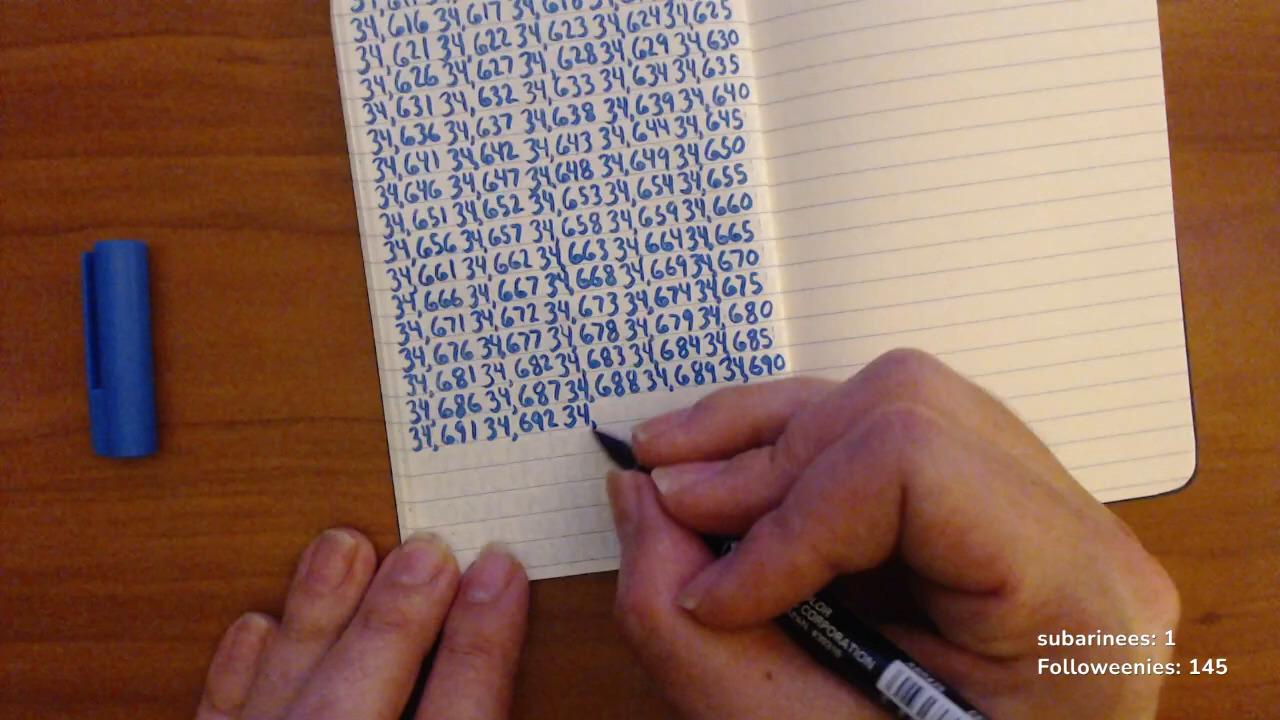 34,616 34,617 34,618
34,621 34,622 34,623 34,624 34,625
34,626 34,627 34,628 34,629 34,630
34,631 34,632 34,633 34,634 34,635
34,636 34,637 34,638 34,639 34,640
34,641 34,642 34,643 34,644 34,645
34,646 34,647 34,648 34,649 34,650
34,651 34,652 34,653 34,654 34,655
34,656 34,657 34,658 34,659 34,660
34,661 34,662 34,663 34,664 34,665
34,666 34,667 34,668 34,669 34,670
34,671 34,672 34,673 34,674 34,675
34,676 34,677 34,678 34,679 34,680
34,681 34,682 34,683 34,684 34,685
34,686 34,687 34,688 34,689 34,690
34,691 34,692 34,
CORPORATION
subarinees: 1
Followeenies: 145